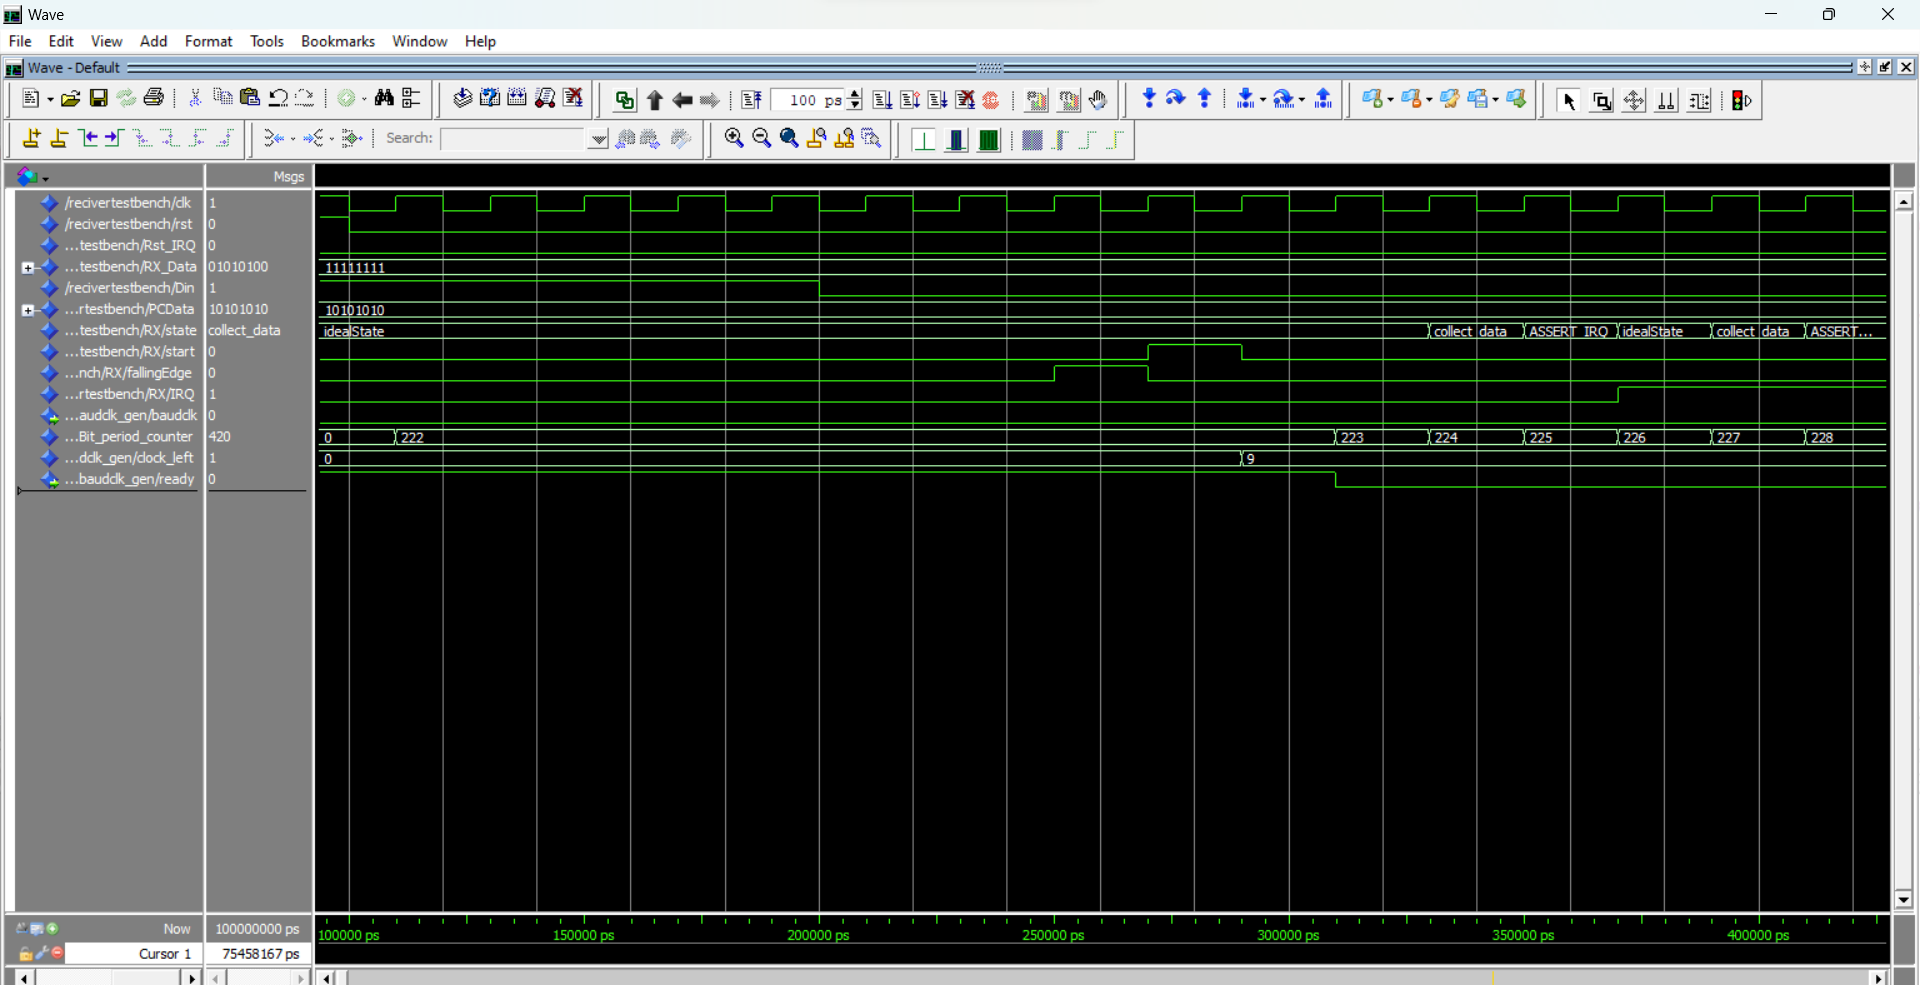 Wave
File Edit View Add Format Tools Bookmarks Window Help
Wave - Default
100 ps
Search:
Msgs
/recivertestbench/clk 1
/recivertestbench/rst 0
...testbench/Rst_IRQ 0
...testbench/RX_Data 01010100 11111111
/recivertestbench/Din 1
...rtestbench/PCData 10101010 10101010
...testbench/RX/state collect_data idealState collect_data ASSERT_IRQ idealState collect_data ASSERT...
...testbench/RX/start 0
...nch/RX/fallingEdge 0
...rtestbench/RX/IRQ 1
...audclk_gen/baudclk 0
...Bit_period_counter 420 0 222 223 224 225 226 227 228
...dclk_gen/clock_left 1 0 9
...baudclk_gen/ready 0
Now 100000000 ps
100000 ps 150000 ps 200000 ps 250000 ps 300000 ps 350000 ps 400000 ps
Cursor 1 75458167 ps